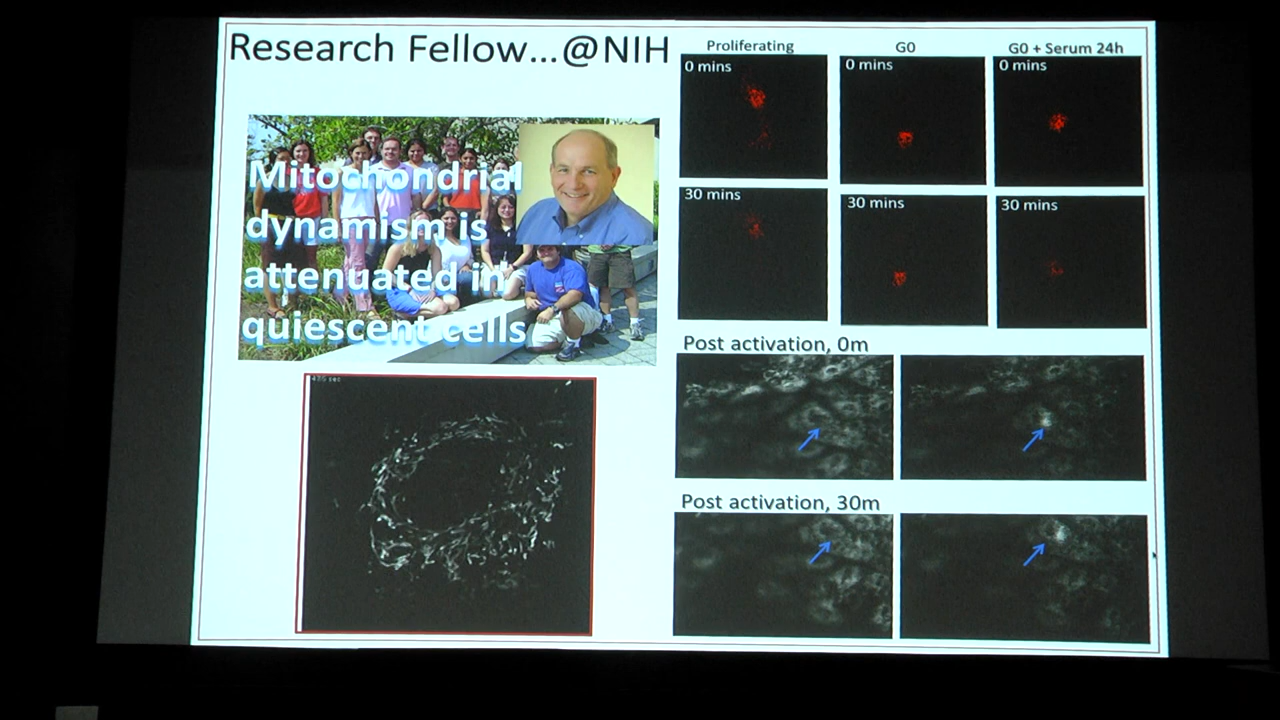 Research Fellow...@NIH
Mitochondrial
dynamism is
attenuated in
quiescent cells
Proliferating
G0
G0 + Serum 24h
0 mins
0 mins
0 mins
30 mins
30 mins
30 mins
Post activation, 0m
Post activation, 30m